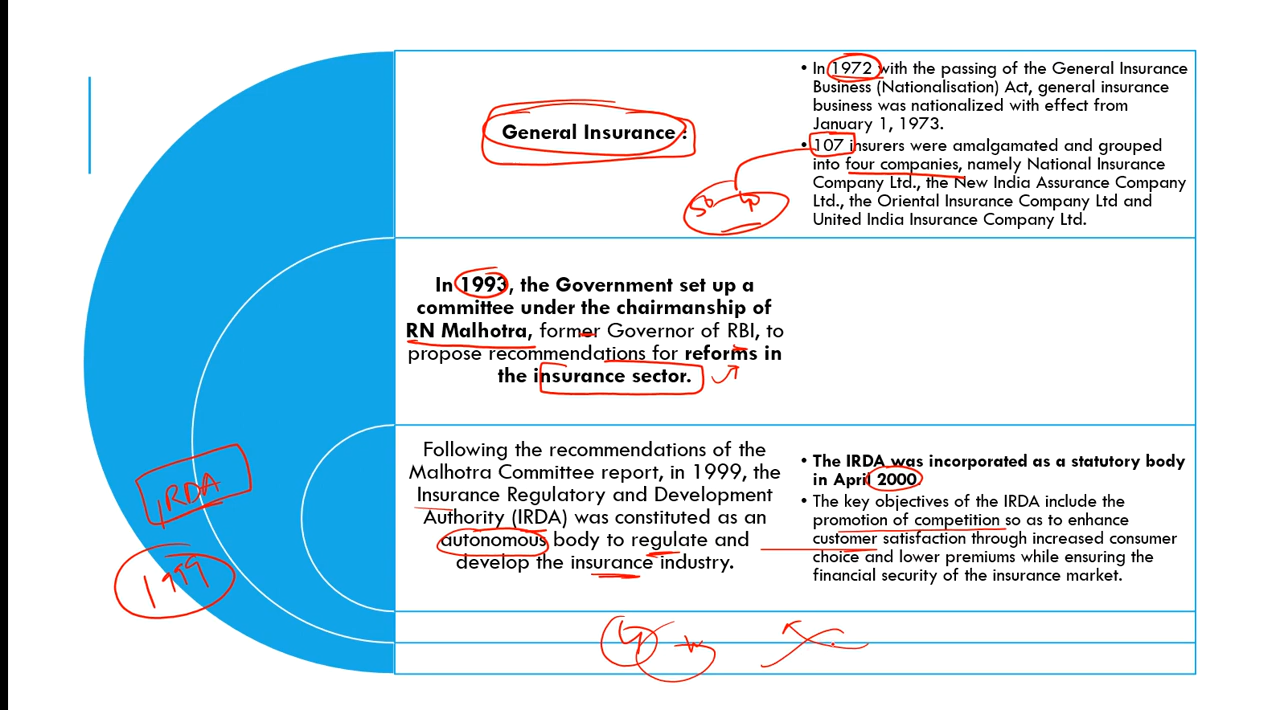 General Insurance :
• In 1972 with the passing of the General Insurance
Business (Nationalisation) Act, general insurance
business was nationalized with effect from
January 1, 1973.
• 107 insurers were amalgamated and grouped
into four companies, namely National Insurance
Company Ltd., the New India Assurance Company
Ltd., the Oriental Insurance Company Ltd and
United India Insurance Company Ltd.
In 1993, the Government set up a
committee under the chairmanship of
RN Malhotra, former Governor of RBI, to
propose recommendations for reforms in
the insurance sector.
Following the recommendations of the
Malhotra Committee report, in 1999, the
Insurance Regulatory and Development
Authority (IRDA) was constituted as an
autonomous body to regulate and
develop the insurance industry.
• The IRDA was incorporated as a statutory body
in April 2000
• The key objectives of the IRDA include the
promotion of competition so as to enhance
customer satisfaction through increased consumer
choice and lower premiums while ensuring the
financial security of the insurance market.
IRDA
1999